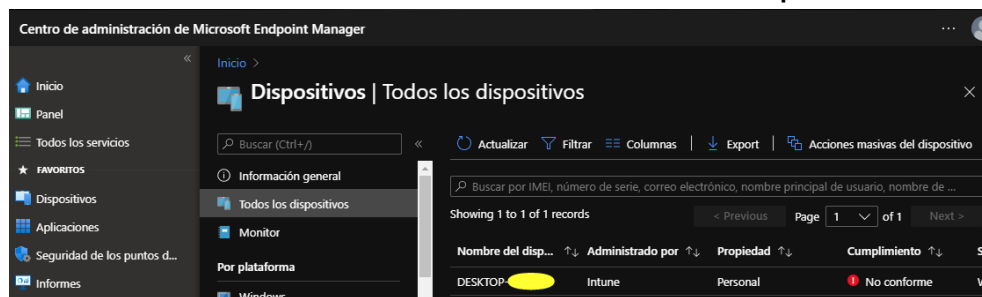 Centro de administración de Microsoft Endpoint Manager
Inicio >
Dispositivos | Todos los dispositivos
Inicio
Panel
Todos los servicios
FAVORITOS
Dispositivos
Aplicaciones
Seguridad de los puntos d...
Informes
Buscar (Ctrl+/)
Información general
Todos los dispositivos
Monitor
Por plataforma
Windows
Actualizar Filtrar Columnas | Export | Acciones masivas del dispositivo
Buscar por IMEI, número de serie, correo electrónico, nombre principal de usuario, nombre de ...
Showing 1 to 1 of 1 records < Previous Page 1 of 1 Next >
Nombre del disp... ↑↓ Administrado por ↑↓ Propiedad ↑↓ Cumplimiento ↑↓ S
DESKTOP- Intune Personal No conforme W